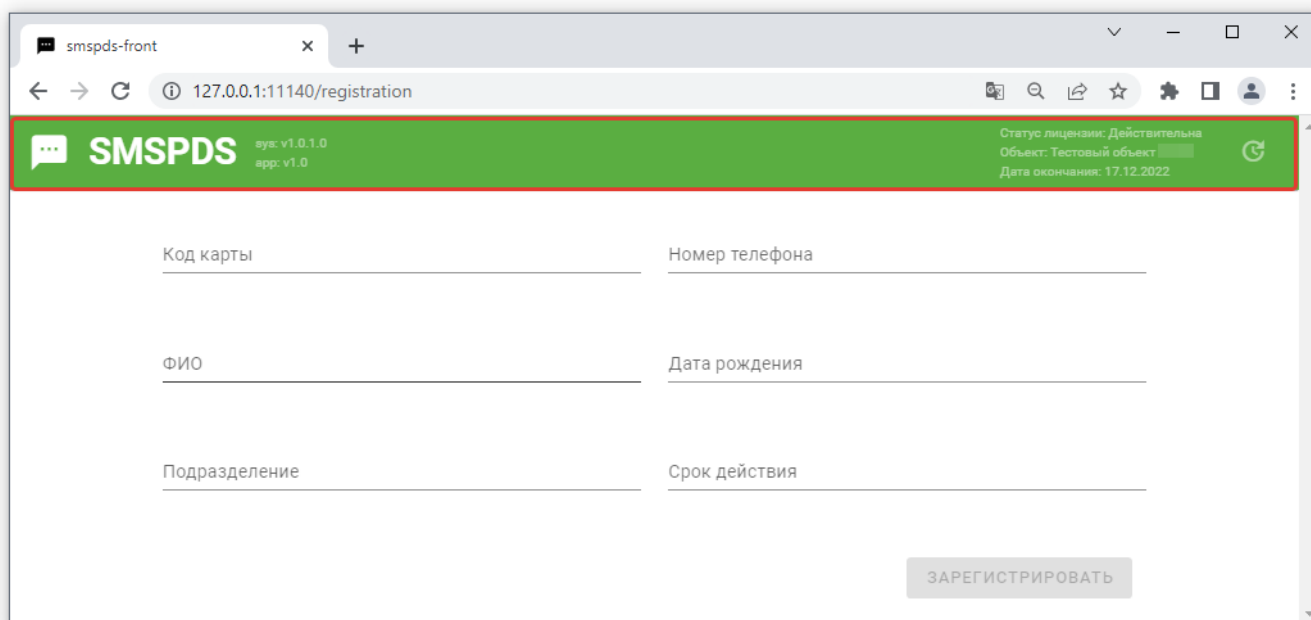 smspds-front
127.0.0.1:11140/registration
SMSPDS
sys: v1.0.1.0
app: v1.0
Статус лицензии: Действительна
Объект: Тестовый объект
Дата окончания: 17.12.2022
Код карты
Номер телефона
ФИО
Дата рождения
Подразделение
Срок действия
ЗАРЕГИСТРИРОВАТЬ